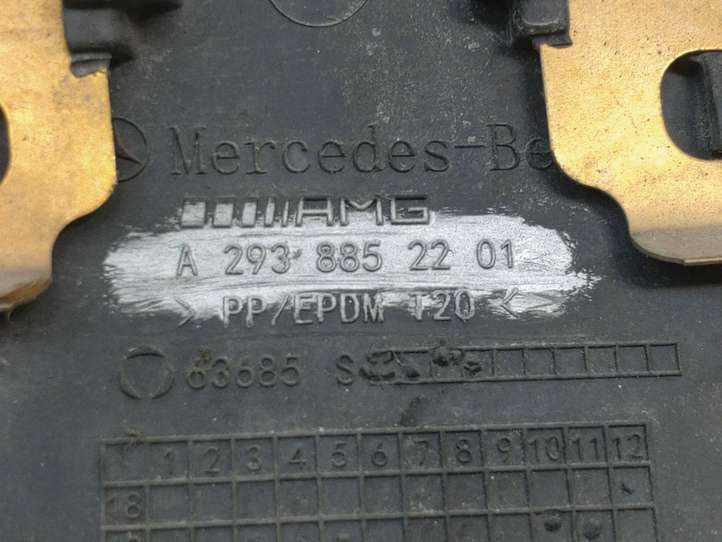 Mercedes-Be
AMG
A 293 885 22 01
> PP/EPDM T20 <
63685 S
1 2 3 4 5 6 7 8 9 10 11 12
18